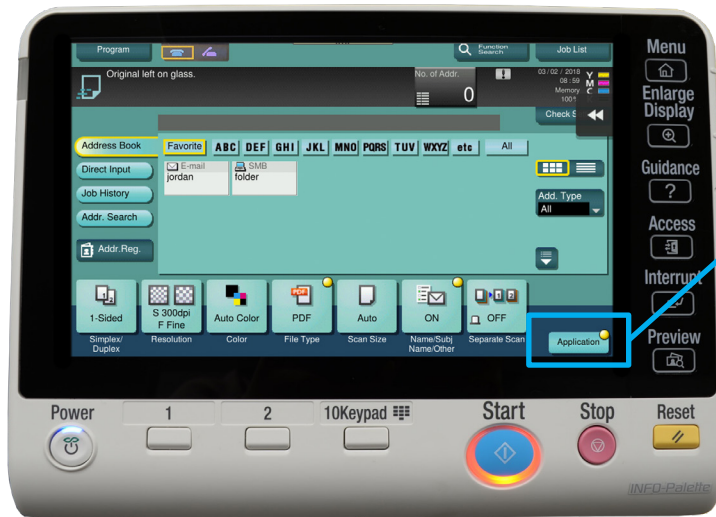 Program
Function
Search
Job List
Menu
Original left on glass.
No. of Addr.
0
03/02/2018
08:59
Memory
100%
Y
M
C
Enlarge
Display
Check S
Address Book
Favorite ABC DEF GHI JKL MNO PQRS TUV WXYZ etc All
Direct Input
E-mail
jordan
SMB
folder
Job History
Addr. Search
Add. Type
All
Addr.Reg.
Guidance
?
Access
Interrupt
1-Sided
S 300dpi
F Fine
Auto Color
PDF
PDF
Auto
ON
OFF
Application
Simplex/
Duplex
Resolution
Color
File Type
Scan Size
Name/Subj
Name/Other
Separate Scan
Preview
Power
1
2
10Keypad
Start
Stop
Reset
INFO-Palette